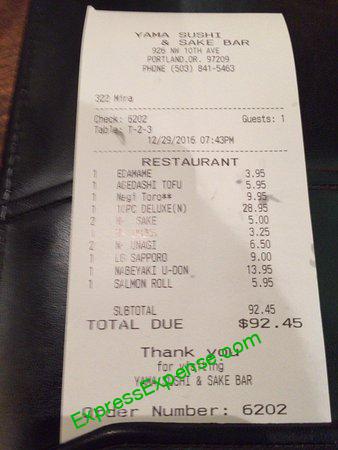 YAMA SUSHI
& SAKE BAR
926 NW 10TH AVE
PORTLAND,OR. 97209
PHONE (503) 841-5463
322 Mina
Check: 6202 Guests: 1
Table: T-2-3
12/29/2016 07:43PM
RESTAURANT
1 EDAMAME 3.95
1 AGEDASHI TOFU 5.95
1 Negi Toro** 9.95
1 10PC DELUXE(N) 28.95
2 SAKE 5.00
1 3.25
2 UNAGI 6.50
1 LG SAPPORO 9.00
1 NABEYAKI U-DON 13.95
1 SALMON ROLL 5.95
SUBTOTAL 92.45
TOTAL DUE $92.45
Thank you
for visiting
YAMA SUSHI & SAKE BAR
Order Number: 6202
ExpressExpense.com